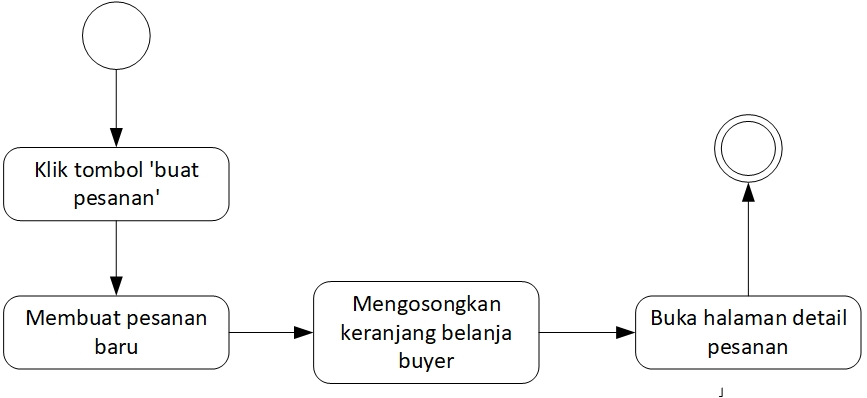 Klik tombol 'buat
pesanan'
Membuat pesanan
baru
Mengosongkan
keranjang belanja
buyer
Buka halaman detail
pesanan